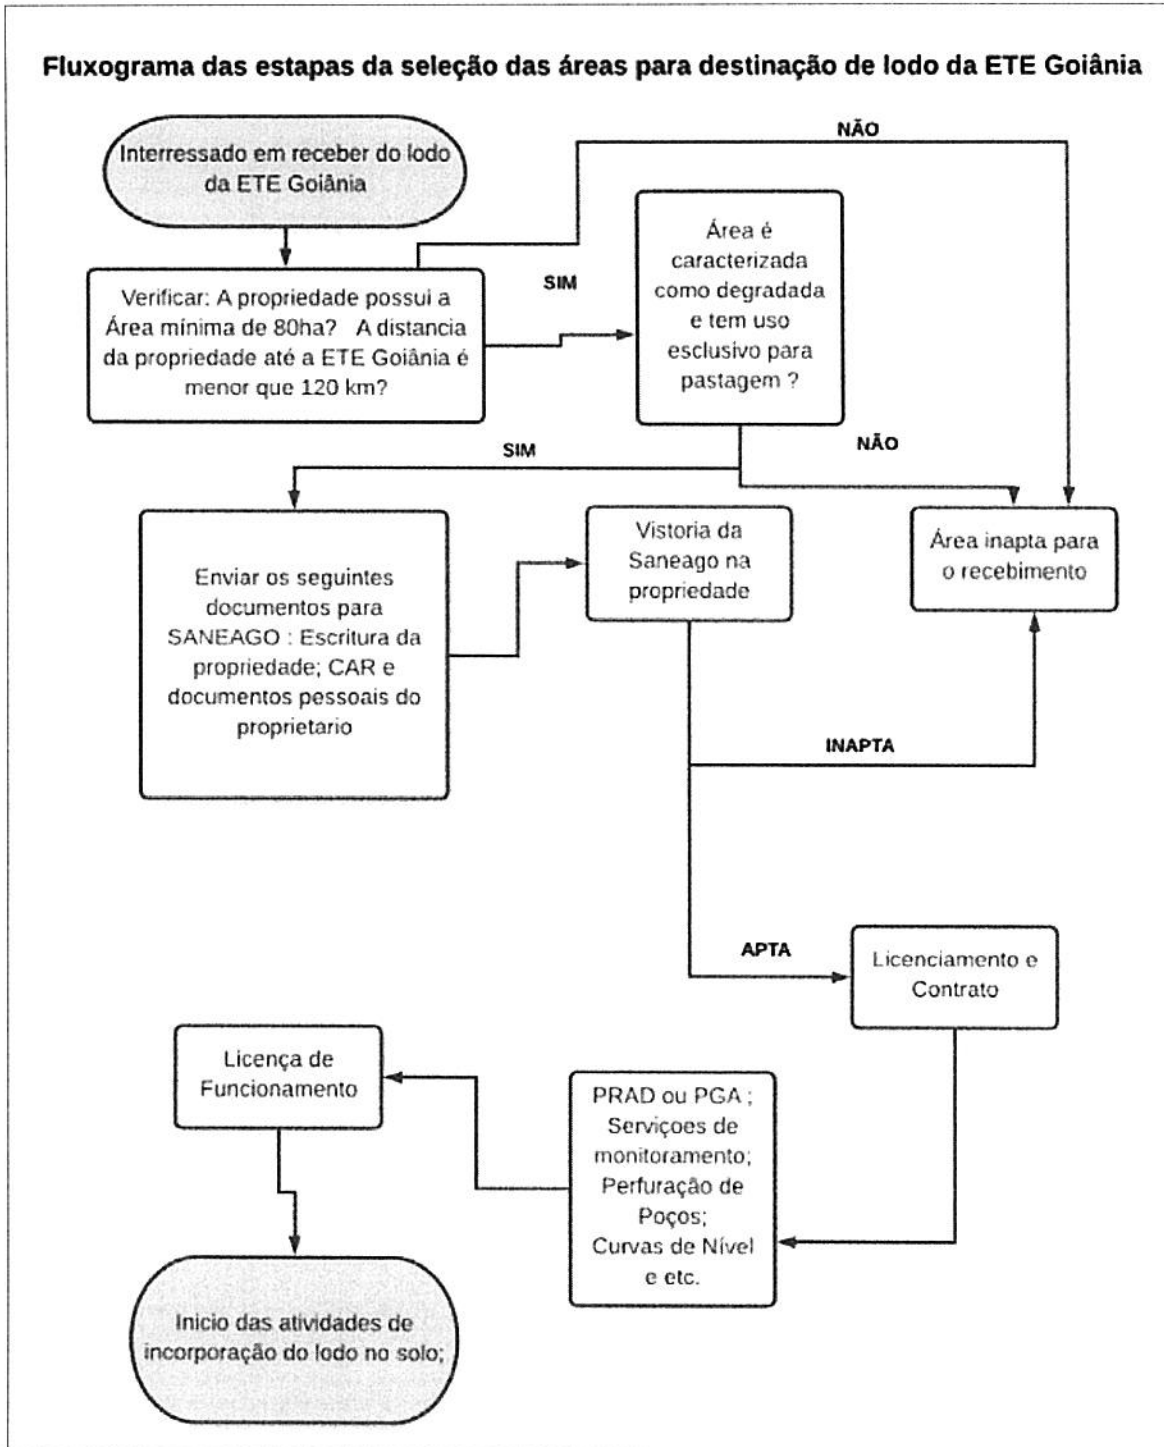 Fluxograma das estapas da seleção das áreas para destinação de lodo da ETE Goiânia
NÃO
Interressado em receber do lodo
da ETE Goiânia
Verificar: A propriedade possui a
Área mínima de 80ha? A distancia
da propriedade até a ETE Goiânia é
menor que 120 km?
SIM
Área é
caracterizada
como degradada
e tem uso
esclusivo para
pastagem ?
SIM
NÃO
Enviar os seguintes
documentos para
SANEAGO : Escritura da
propriedade; CAR e
documentos pessoais do
proprietario
Vistoria da
Saneago na
propriedade
Área inapta para
o recebimento
INAPTA
APTA
Licenciamento e
Contrato
Licença de
Funcionamento
PRAD ou PGA ;
Serviçoes de
monitoramento;
Perfuração de
Poços;
Curvas de Nível
e etc.
Inicio das atividades de
incorporação do lodo no solo;